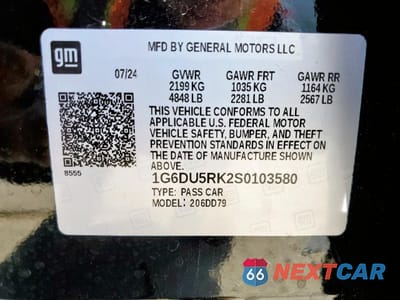 gm
MFD BY GENERAL MOTORS LLC
07/24 GVWR GAWR FRT GAWR RR
2199 KG 1035 KG 1164 KG
4848 LB 2281 LB 2567 LB
THIS VEHICLE CONFORMS TO ALL
APPLICABLE U.S. FEDERAL MOTOR
VEHICLE SAFETY, BUMPER, AND THEFT
PREVENTION STANDARDS IN EFFECT ON
THE DATE OF MANUFACTURE SHOWN
ABOVE.
8555
1G6DU5RK2S0103580
TYPE: PASS CAR
MODEL: 206DD79
66 NEXTCAR